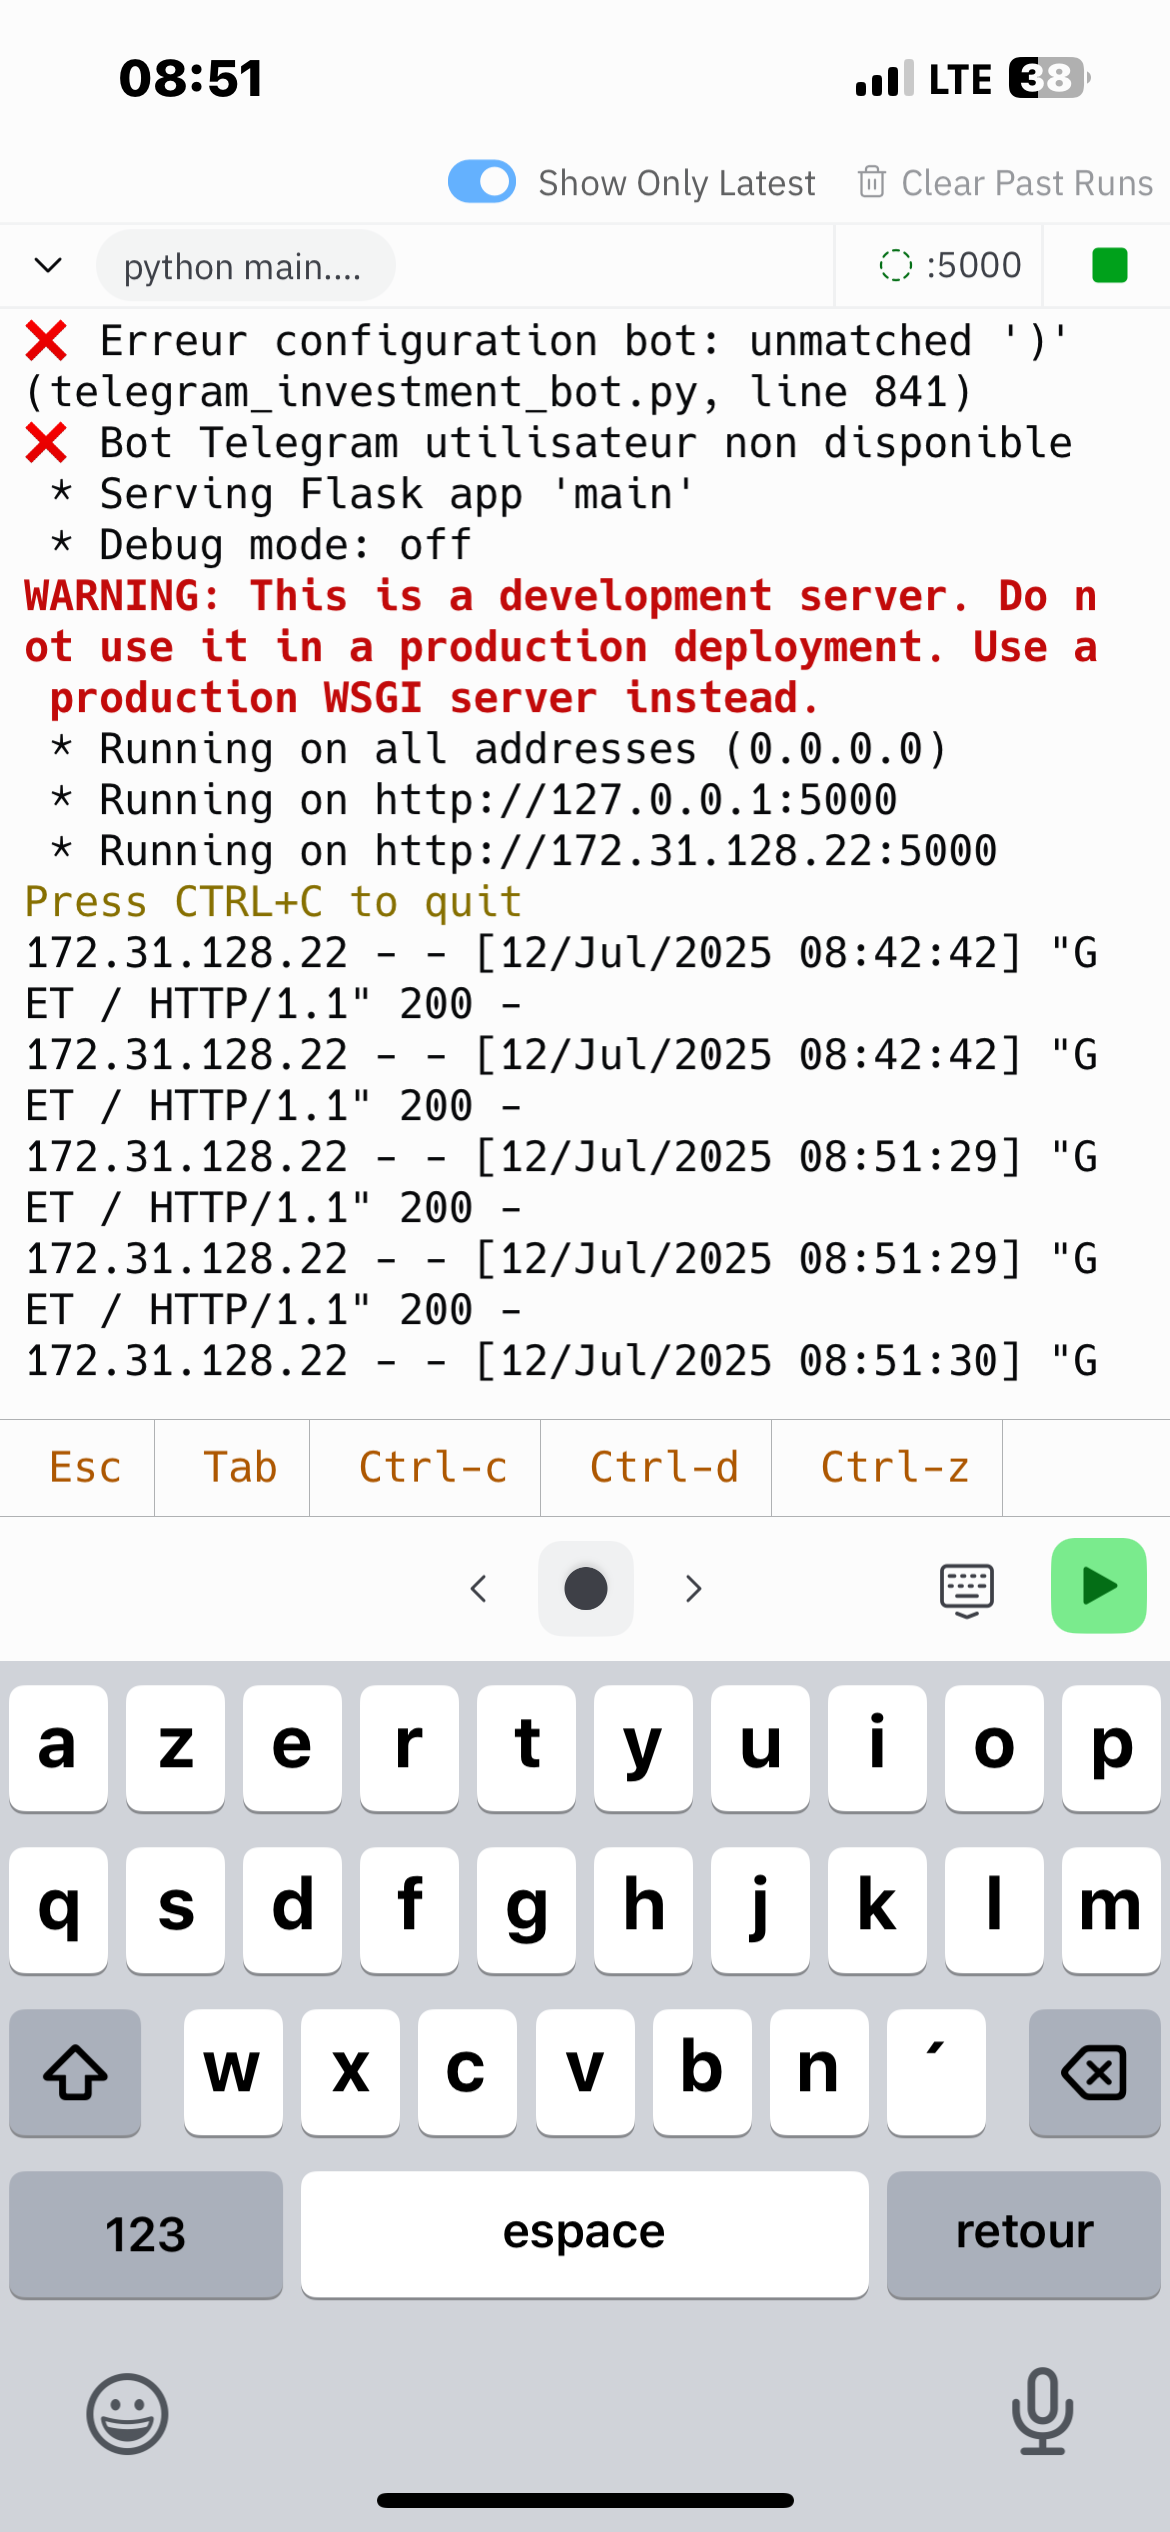 08:51
LTE 38
Show Only Latest Clear Past Runs
python main.... :5000
❌ Erreur configuration bot: unmatched ')'
(telegram_investment_bot.py, line 841)
❌ Bot Telegram utilisateur non disponible
* Serving Flask app 'main'
* Debug mode: off
WARNING: This is a development server. Do n
ot use it in a production deployment. Use a
production WSGI server instead.
* Running on all addresses (0.0.0.0)
* Running on http://127.0.0.1:5000
* Running on http://172.31.128.22:5000
Press CTRL+C to quit
172.31.128.22 - - [12/Jul/2025 08:42:42] "G
ET / HTTP/1.1" 200 -
172.31.128.22 - - [12/Jul/2025 08:42:42] "G
ET / HTTP/1.1" 200 -
172.31.128.22 - - [12/Jul/2025 08:51:29] "G
ET / HTTP/1.1" 200 -
172.31.128.22 - - [12/Jul/2025 08:51:29] "G
ET / HTTP/1.1" 200 -
172.31.128.22 - - [12/Jul/2025 08:51:30] "G
Esc Tab Ctrl-c Ctrl-d Ctrl-z
a z e r t y u i o p
q s d f g h j k l m
w x c v b n ´
123 espace retour